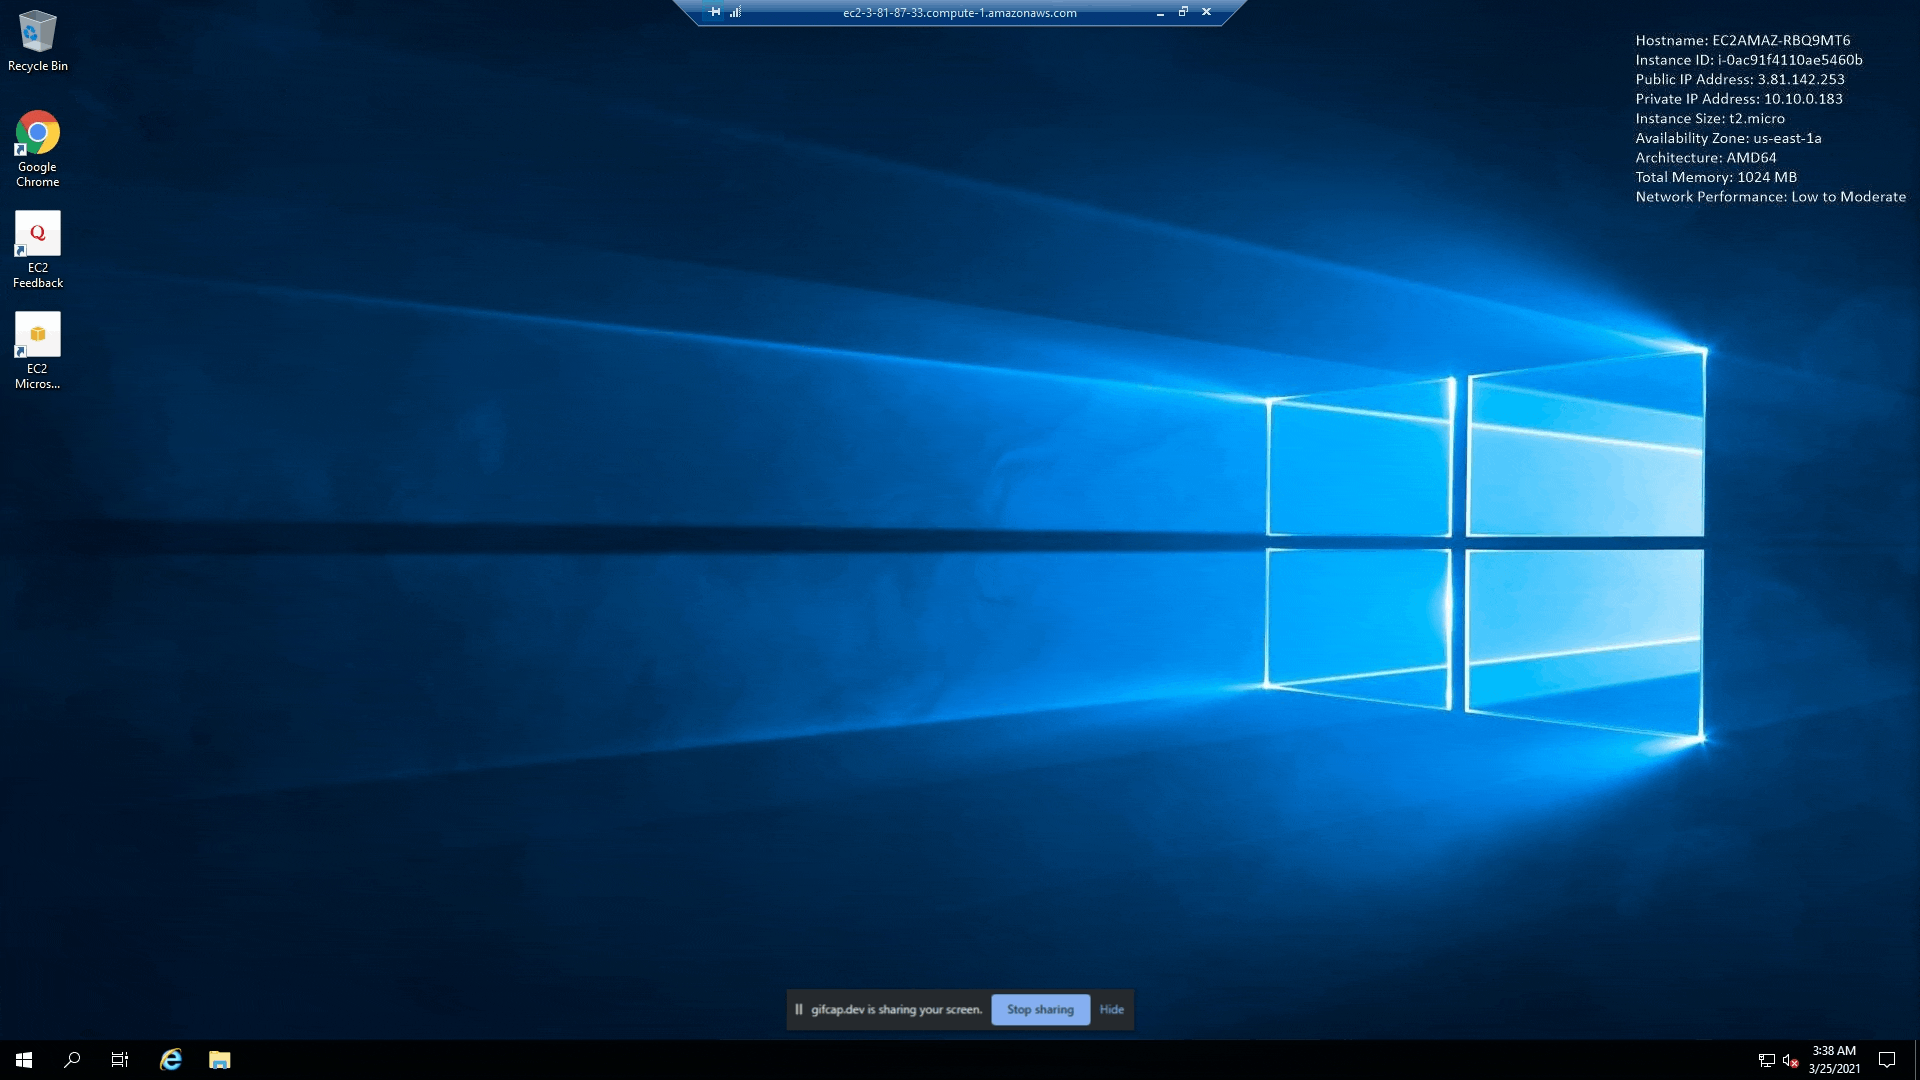 ec2-3-81-87-33.compute-1.amazonaws.com
Recycle Bin
Google
Chrome
Q
EC2
Feedback
EC2
Micros...
Hostname: EC2AMAZ-RBQ9MT6
Instance ID: i-0ac91f4110ae5460b
Public IP Address: 3.81.142.253
Private IP Address: 10.10.0.183
Instance Size: t2.micro
Availability Zone: us-east-1a
Architecture: AMD64
Total Memory: 1024 MB
Network Performance: Low to Moderate
gifcap.dev is sharing your screen. Stop sharing Hide
3:38 AM
3/25/2021